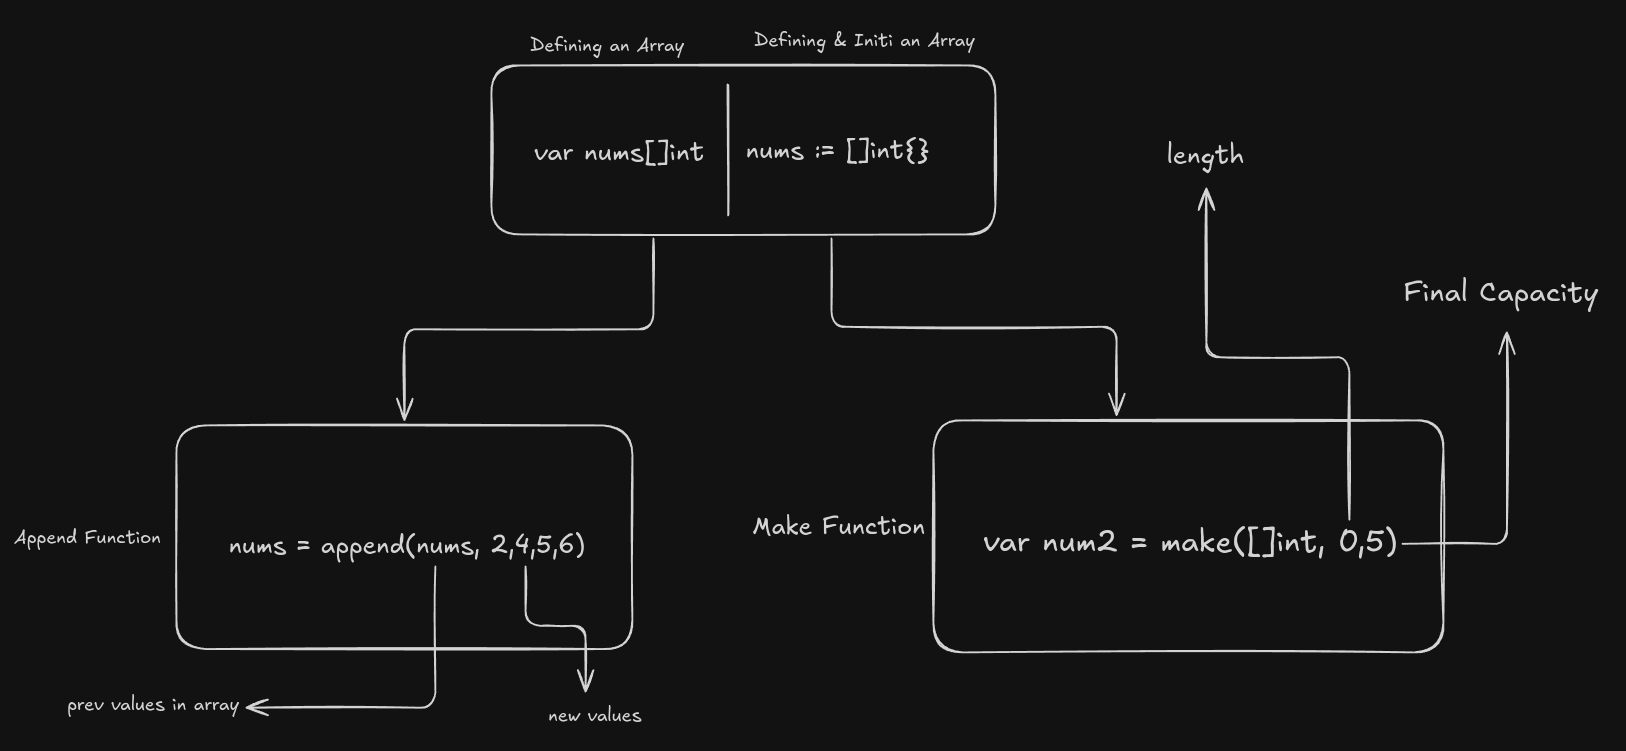 Defining an Array
Defining & Initi an Array
var nums[]int
nums := []int{}
length
Final Capacity
Append Function
nums = append(nums, 2,4,5,6)
Make Function
var num2 = make([]int, 0,5)
prev values in array
new values